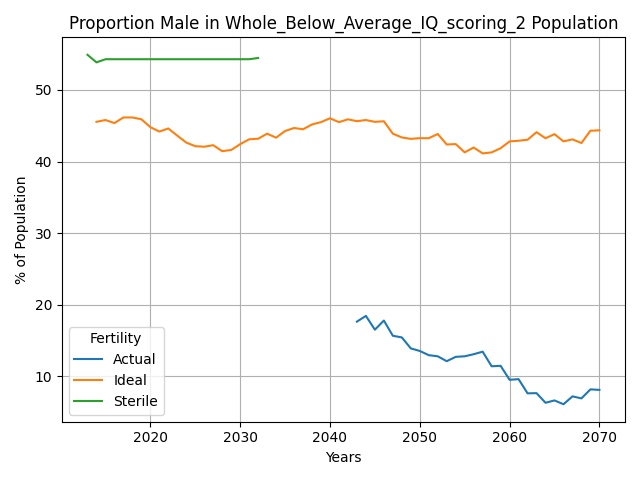 Proportion Male in Whole_Below_Average_IQ_scoring_2 Population
% of Population
50
40
30
20
10
Fertility
Actual
Ideal
Sterile
2020 2030 2040 2050 2060 2070
Years